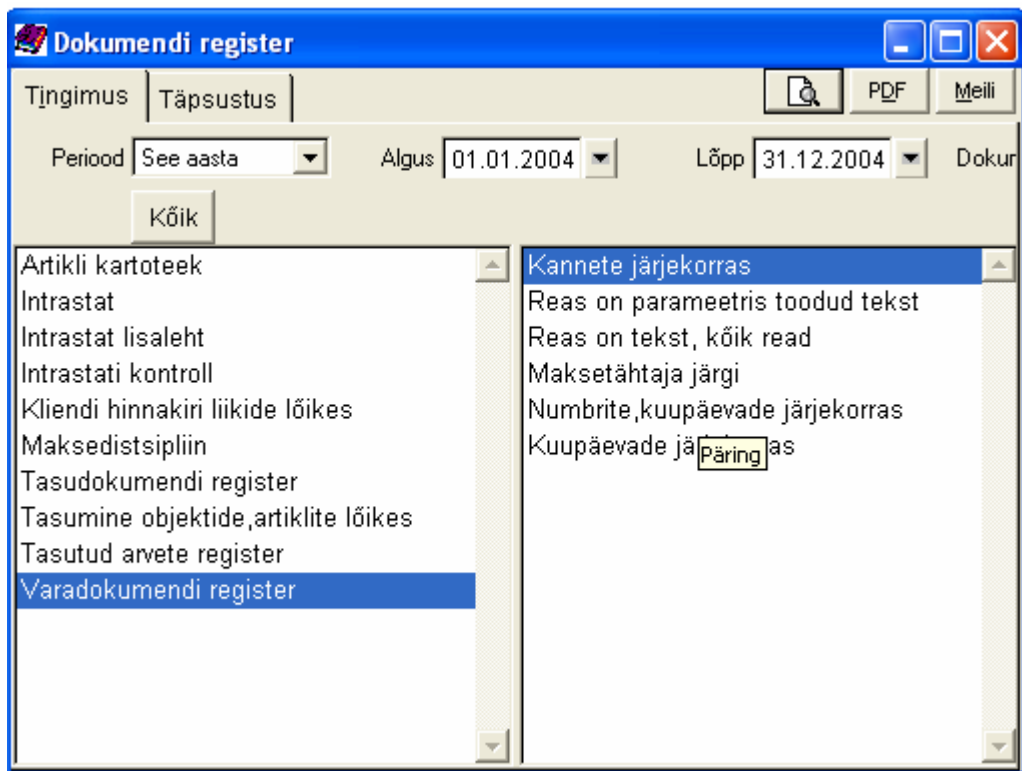 Dokumendi register
Tingimus Täpsustus PDF Meili
Periood See aasta Algus 01.01.2004 Lõpp 31.12.2004 Dokur
Kõik
Artikli kartoteek
Intrastat
Intrastat lisaleht
Intrastati kontroll
Kliendi hinnakiri liikide lõikes
Maksedistsipliin
Tasudokumendi register
Tasumine objektide,artiklite lõikes
Tasutud arvete register
Varadokumendi register
Kannete järjekorras
Reas on parameetris toodud tekst
Reas on tekst, kõik read
Maksetähtaja järgi
Numbrite,kuupäevade järjekorras
Kuupäevade
Päring